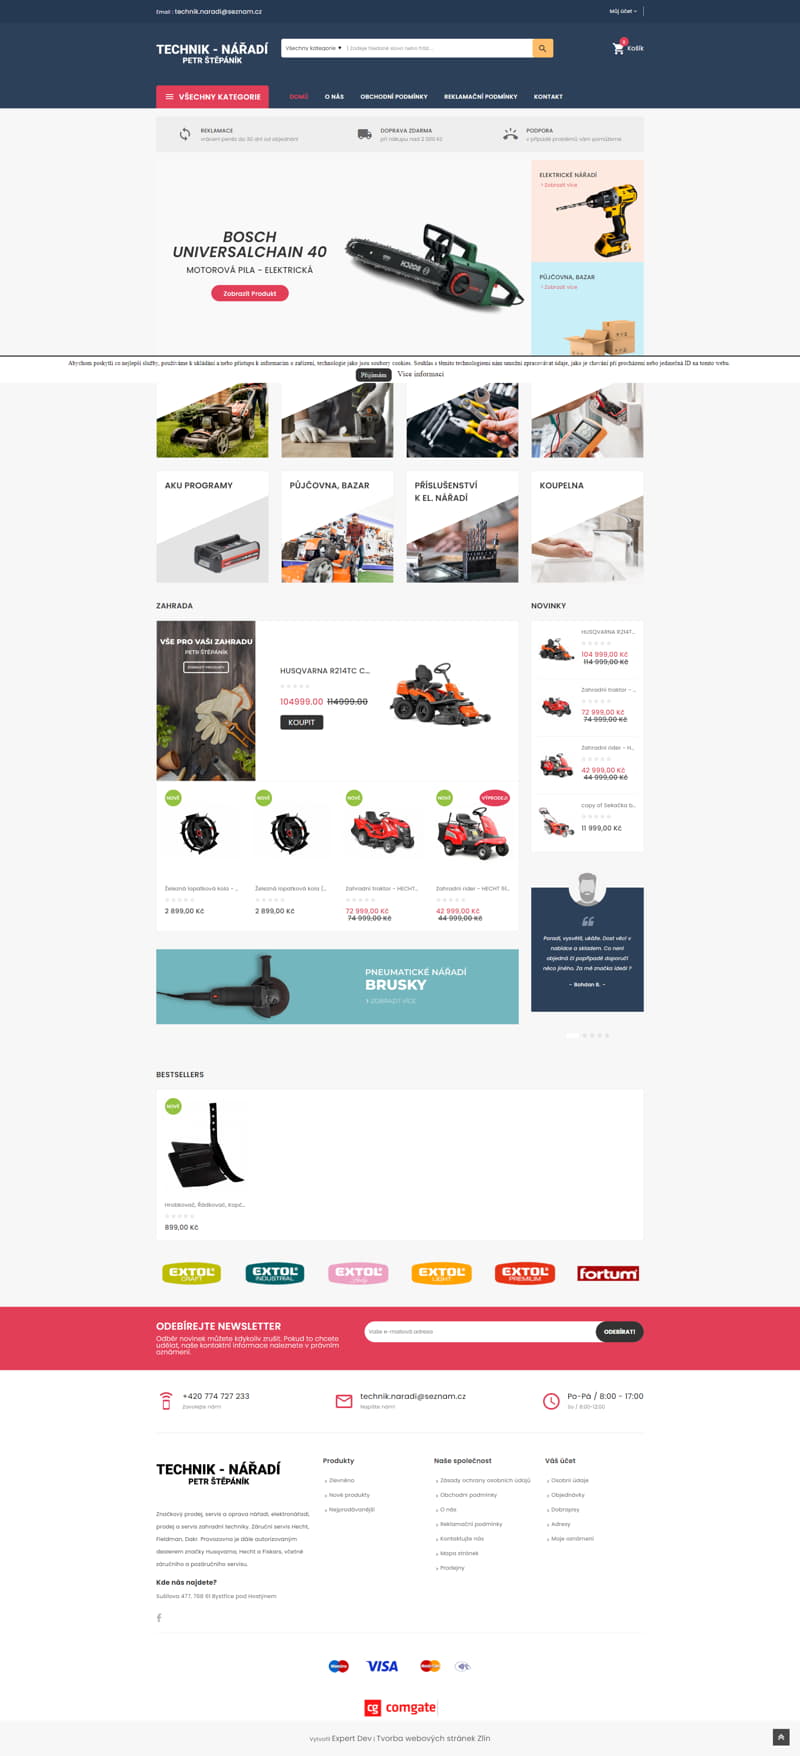 Email : technik.naradi@seznam.cz
Můj účet
TECHNIK - NÁŘADÍ
PETR ŠTĚPÁNÍK
Všechny kategorie
Zadejte hledané slovo nebo frázi...
0
Košík
VŠECHNY KATEGORIE
DOMŮ
O NÁS
OBCHODNÍ PODMÍNKY
REKLAMAČNÍ PODMÍNKY
KONTAKT
REKLAMACE
vrácení peněz do 30 dní od objednání
DOPRAVA ZDARMA
při nákupu nad 2 000 Kč
PODPORA
v případě problémů vám pomůžeme
BOSCH
UNIVERSALCHAIN 40
MOTOROVÁ PILA - ELEKTRICKÁ
Zobrazit Produkt
ELEKTRICKÉ NÁŘADÍ
› Zobrazit více
PŮJČOVNA, BAZAR
› Zobrazit více
Abychom poskytli co nejlepší služby, používáme k ukládání a nebo přístupu k informacím o zařízení, technologie jako jsou soubory cookies. Souhlas s těmito technologiemi nám umožní zpracovávat údaje, jako je chování při procházení nebo jedinečná ID na tomto webu.
Přijímám
Více informací
AKU PROGRAMY
PŮJČOVNA, BAZAR
PŘÍSLUŠENSTVÍ
K EL. NÁŘADÍ
KOUPELNA
ZAHRADA
VŠE PRO VAŠI ZAHRADU
PETR ŠTĚPÁNÍK
ZOBRAZIT PRODUKTY
HUSQVARNA R214TC C...
104999.00 114999.00
KOUPIT
NOVÉ
Železná lopatková kola - ...
2 899,00 Kč
NOVÉ
Železná lopatková kola (...
2 899,00 Kč
NOVÉ
Zahradní traktor - HECHT...
72 999,00 Kč
74 999,00 Kč
NOVÉ
VÝPRODEJ!
Zahradní rider - HECHT 51...
42 999,00 Kč
44 999,00 Kč
NOVINKY
HUSQVARNA R214T...
104 999,00 Kč
114 999,00 Kč
Zahradní traktor - ...
72 999,00 Kč
74 999,00 Kč
Zahradní rider - H...
42 999,00 Kč
44 999,00 Kč
copy of Sekačka b...
11 999,00 Kč
Poradí, vysvětlí, ukáže. Dost věcí v
nabídce a skladem. Co není
objedná či popřípadě doporučí
něco jiného. Za mě značka ideál ?
- Bohdan B. -
PNEUMATICKÉ NÁŘADÍ
BRUSKY
› ZOBRAZIT VÍCE
BESTSELLERS
NOVÉ
Hrobkovač, Řádkovač, Kopč...
899,00 Kč
EXTOL
CRAFT
EXTOL
INDUSTRIAL
EXTOL
Lady
EXTOL
LIGHT
EXTOL
PREMIUM
fortum
ODEBÍREJTE NEWSLETTER
Odběr novinek můžete kdykoliv zrušit. Pokud to chcete
udělat, naše kontaktní informace naleznete v právním
oznámení.
Vaše e-mailová adresa
ODEBÍRAT!
+420 774 727 233
Zavolejte nám!
technik.naradi@seznam.cz
Napište nám!
Po-Pá / 8:00 - 17:00
So / 8:00-12:00
TECHNIK - NÁŘADÍ
PETR ŠTĚPÁNÍK
Značkový prodej, servis a oprava nářadí, elektronářadí,
prodej a servis zahradní techniky. Záruční servis Hecht,
Fieldman, Dakr. Provozovna je dále autorizovaným
dealerem značky Husqvarna, Hecht a Fiskars, včetně
záručního a pozáručního servisu.
Kde nás najdete?
Sušilova 477, 768 61 Bystřice pod Hostýnem
Produkty
› Zlevněno
› Nové produkty
› Nejprodávanější
Naše společnost
› Zásady ochrany osobních údajů
› Obchodní podmínky
› O nás
› Reklamační podmínky
› Kontaktujte nás
› Mapa stránek
› Prodejny
Váš účet
› Osobní údaje
› Objednávky
› Dobropisy
› Adresy
› Moje oznámení
Maestro
VISA
MasterCard
cg comgate
Vytvořil Expert Dev | Tvorba webových stránek Zlín